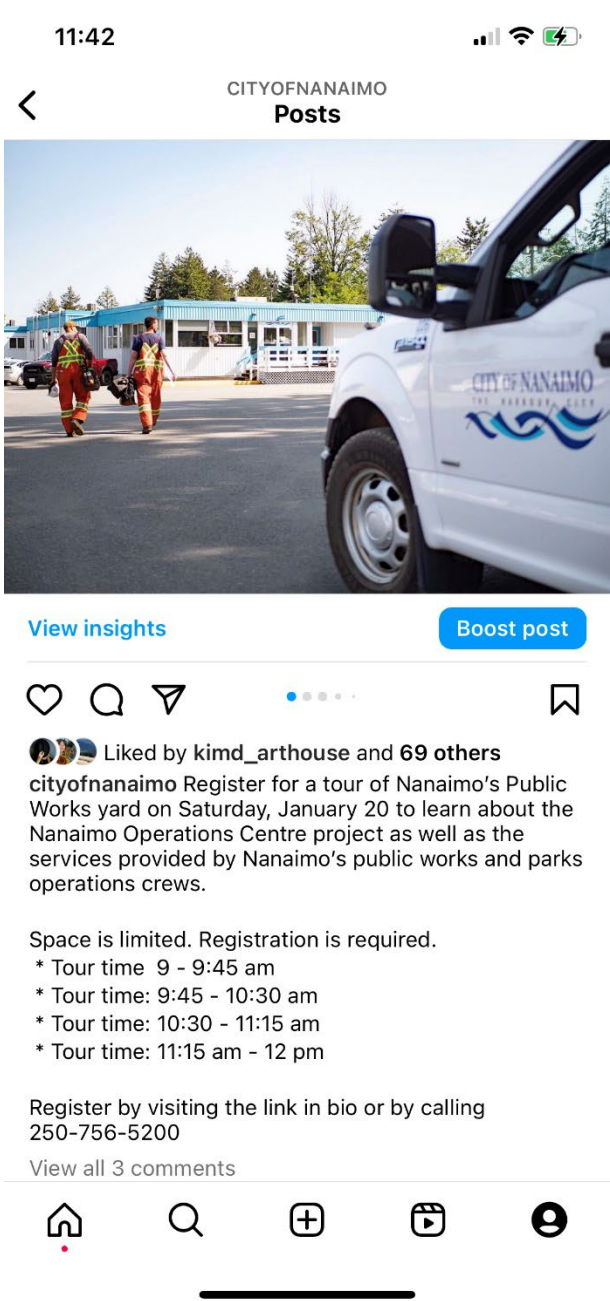 11:42
CITYOFNANAIMO
Posts
CITY OF NANAIMO
THE HARBOUR CITY
View insights
Boost post
Liked by kimd_arthouse and 69 others
cityofnanaimo Register for a tour of Nanaimo's Public
Works yard on Saturday, January 20 to learn about the
Nanaimo Operations Centre project as well as the
services provided by Nanaimo's public works and parks
operations crews.
Space is limited. Registration is required.
* Tour time  9 - 9:45 am
* Tour time: 9:45 - 10:30 am
* Tour time: 10:30 - 11:15 am
* Tour time: 11:15 am - 12 pm
Register by visiting the link in bio or by calling
250-756-5200
View all 3 comments